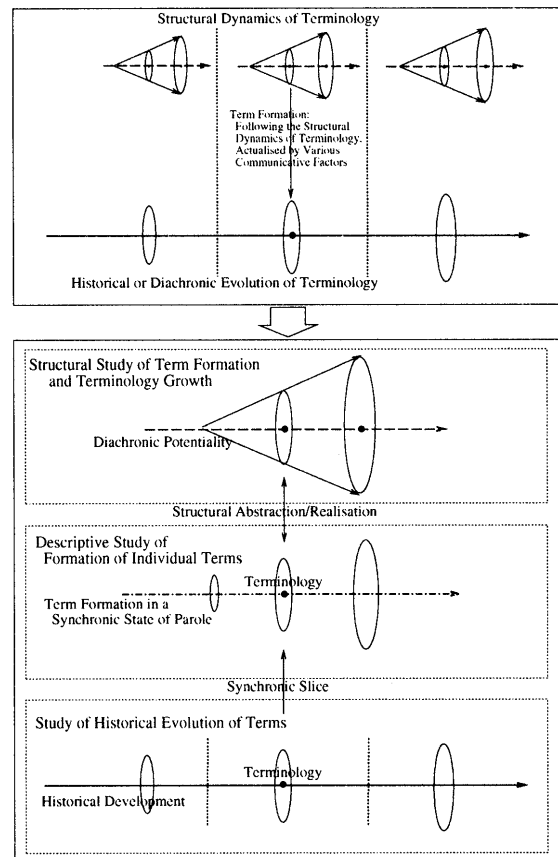 Structural Dynamics of Terminology
Term Formation:
Following the Structural
Dynamics of Terminology,
Actualised by Various
Communicative Factors
Historical or Diachronic Evolution of Terminology
Structural Study of Term Formation
and Terminology Growth
Diachronic Potentiality
Structural Abstraction/Realisation
Descriptive Study of
Formation of Individual Terms
Terminology
Term Formation in a
Synchronic State of Parole
Synchronic Slice
Study of Historical Evolution of Terms
Terminology
Historical Development